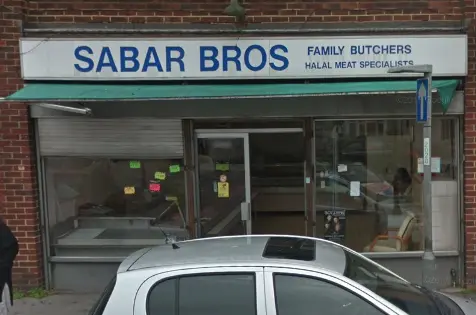 SABAR BROS
FAMILY BUTCHERS
HALAL MEAT SPECIALISTS